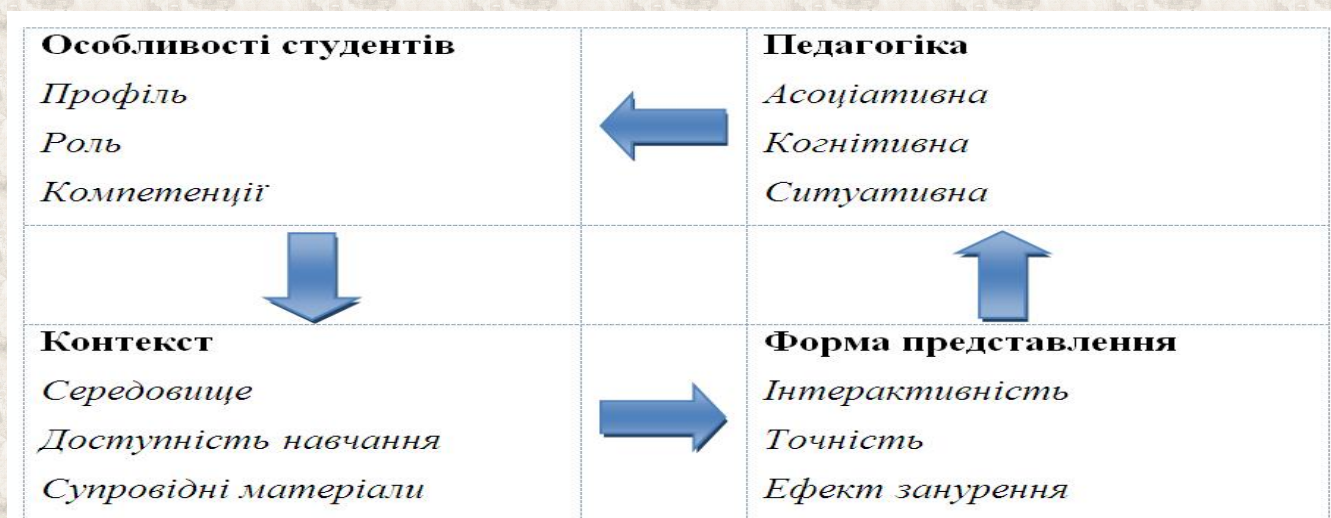 Особливості студентів
Профіль
Роль
Компетенції
Педагогіка
Асоціативна
Когнітивна
Ситуативна
Контекст
Середовище
Доступність навчання
Супровідні матеріали
Форма представлення
Інтерактивність
Точність
Ефект занурення